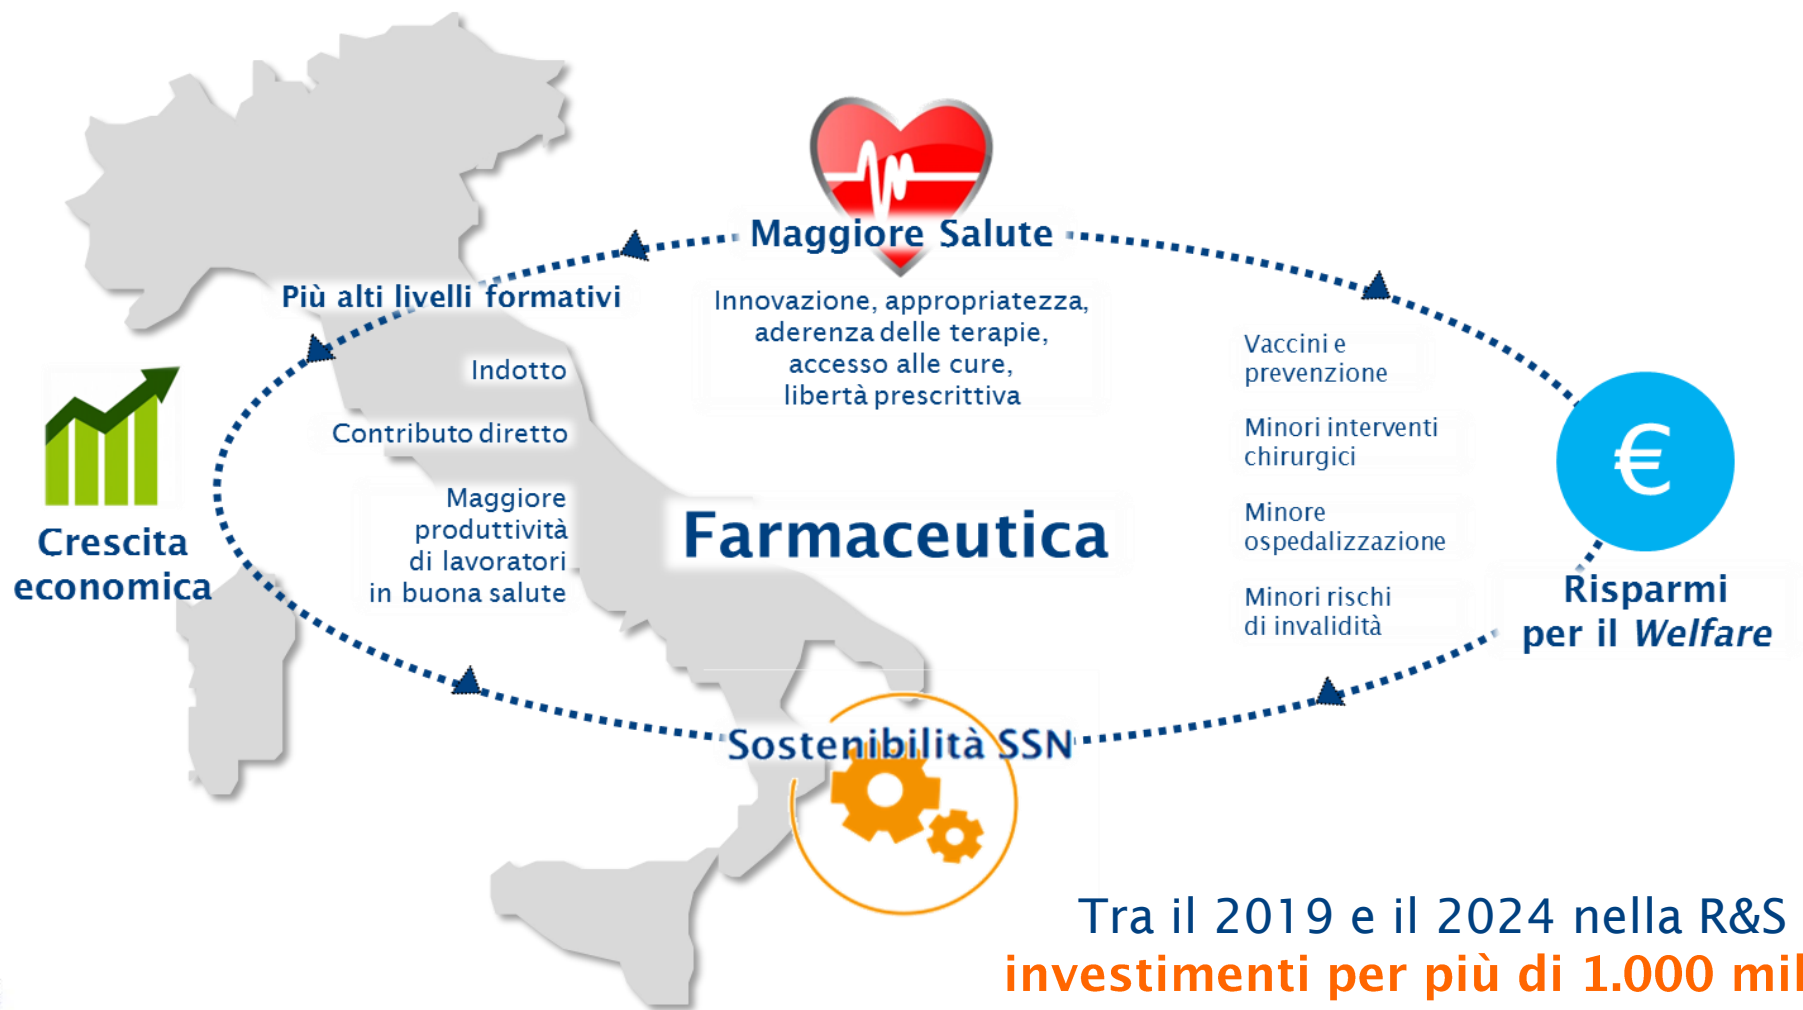 Maggiore Salute
Innovazione, appropriatezza,
aderenza delle terapie,
accesso alle cure,
libertà prescrittiva
Più alti livelli formativi
Indotto
Contributo diretto
Maggiore
produttività
di lavoratori
in buona salute
Crescita
economica
Farmaceutica
Vaccini e
prevenzione
Minori interventi
chirurgici
Minore
ospedalizzazione
Minori rischi
di invalidità
€
Risparmi
per il Welfare
Sostenibilità SSN
Tra il 2019 e il 2024 nella R&S
investimenti per più di 1.000 mil